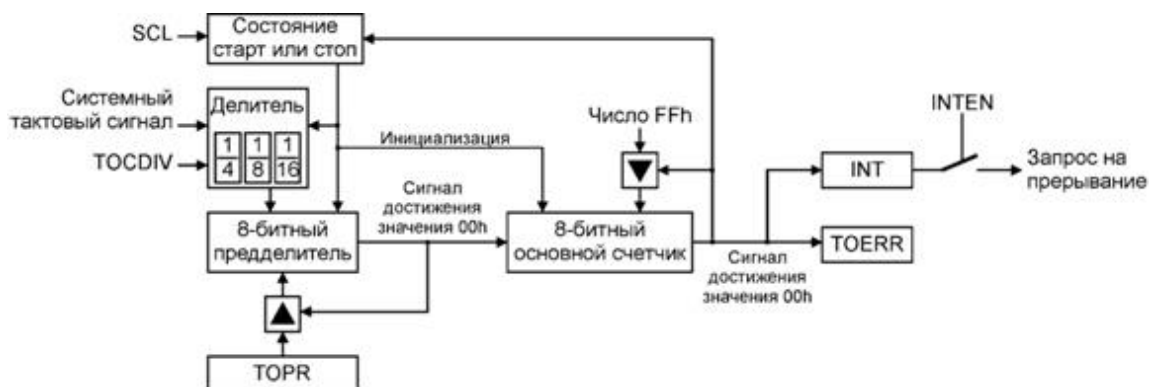 SCL
Состояние
старт или стоп
Системный
тактовый сигнал
TOCDIV
Делитель
1 1 1
4 8 16
Инициализация
Число FFh
INTEN
INT
Запрос на
прерывание
Сигнал
достижения
значения 00h
8-битный
предделитель
8-битный
основной счетчик
TOERR
Сигнал
достижения
значения 00h
TOPR